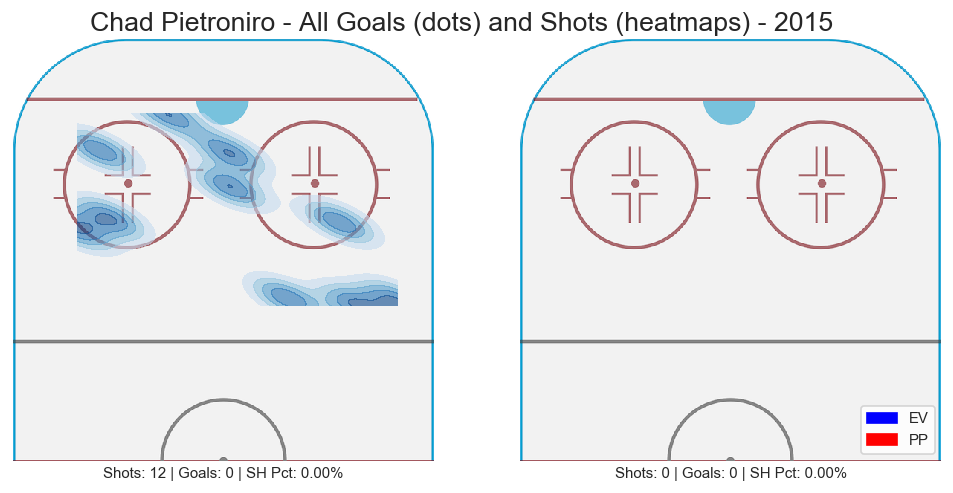 Chad Pietroniro - All Goals (dots) and Shots (heatmaps) - 2015
EV
PP
Shots: 12 | Goals: 0 | SH Pct: 0.00%
Shots: 0 | Goals: 0 | SH Pct: 0.00%